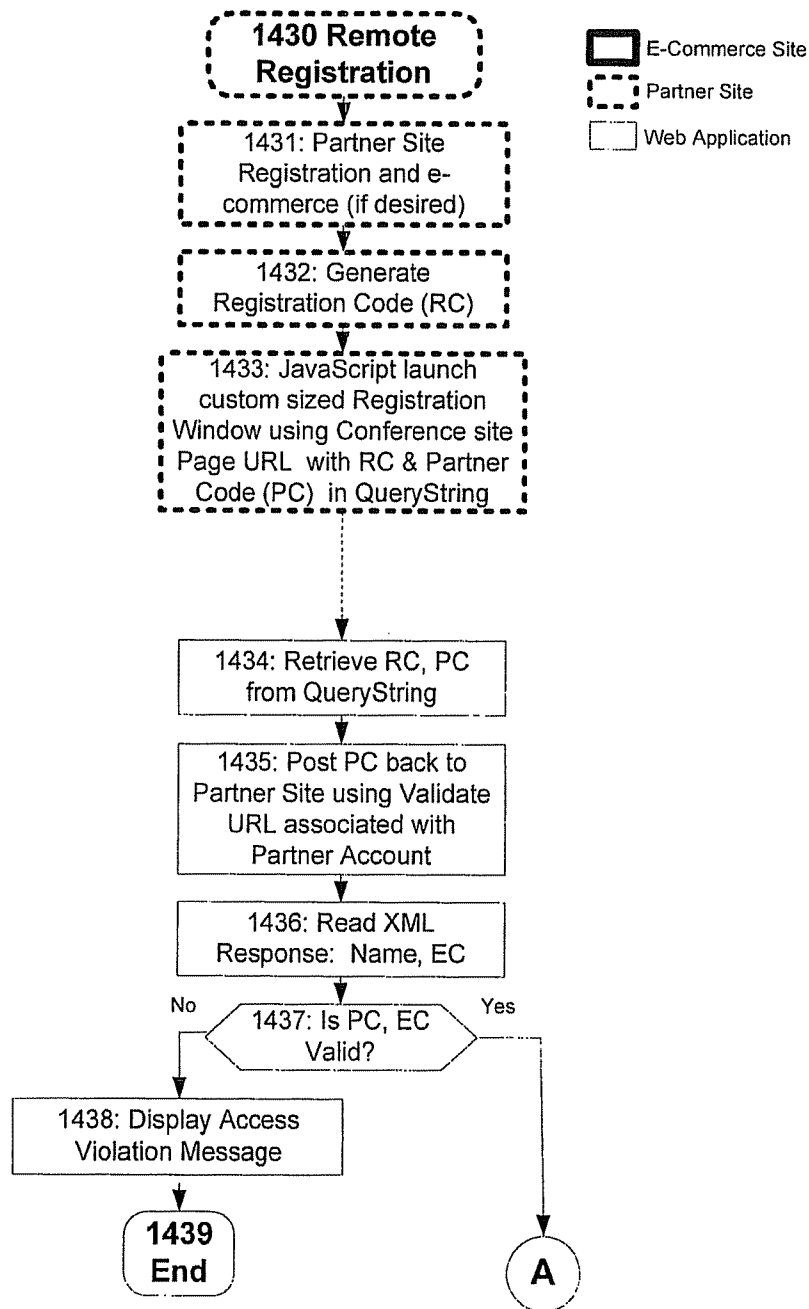 1430 Remote
Registration
E-Commerce Site
Partner Site
Web Application
1431: Partner Site
Registration and e-
commerce (if desired)
1432: Generate
Registration Code (RC)
1433: JavaScript launch
custom sized Registration
Window using Conference site
Page URL with RC & Partner
Code (PC) in QueryString
1434: Retrieve RC, PC
from QueryString
1435: Post PC back to
Partner Site using Validate
URL associated with
Partner Account
1436: Read XML
Response: Name, EC
No
Yes
1437: Is PC, EC
Valid?
1438: Display Access
Violation Message
1439
End
A